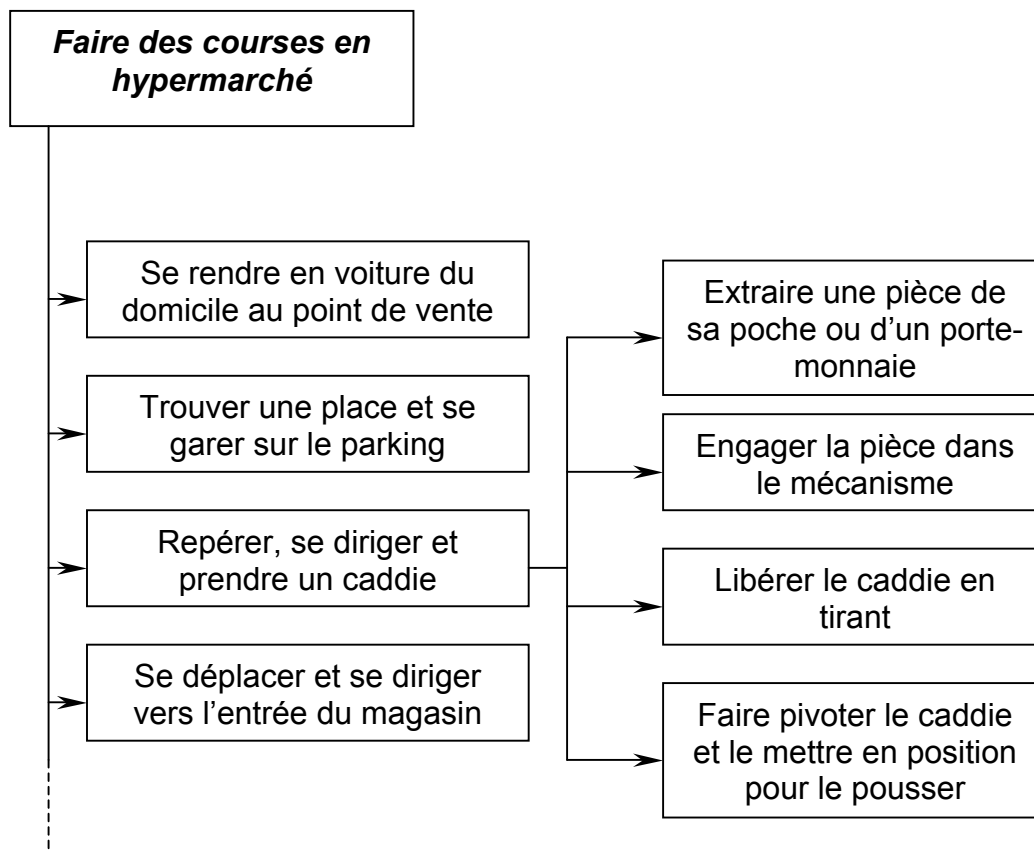 Faire des courses en
hypermarché
Se rendre en voiture du
domicile au point de vente
Trouver une place et se
garer sur le parking
Repérer, se diriger et
prendre un caddie
Se déplacer et se diriger
vers l’entrée du magasin
Extraire une pièce de
sa poche ou d’un porte-
monnaie
Engager la pièce dans
le mécanisme
Libérer le caddie en
tirant
Faire pivoter le caddie
et le mettre en position
pour le pousser